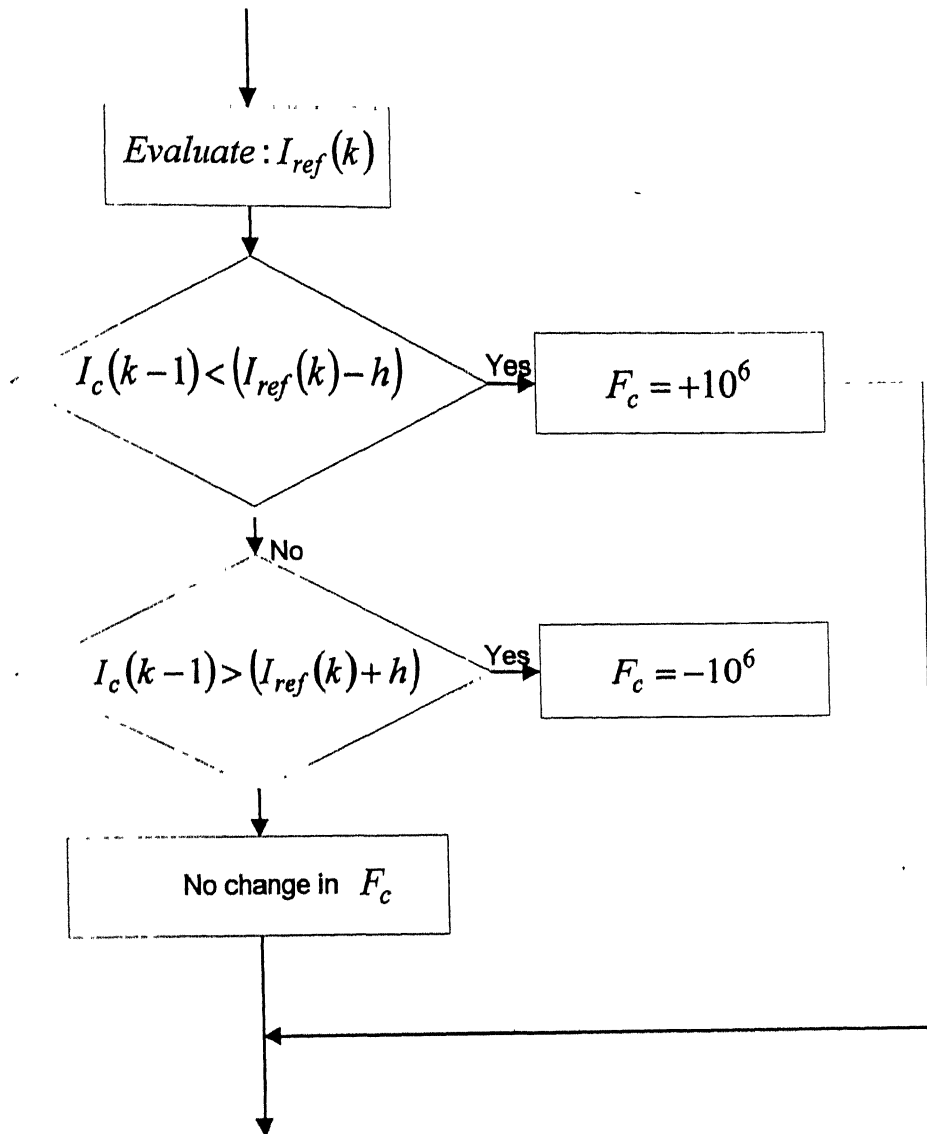 Evaluate : I_ref(k)
I_c(k-1) < (I_ref(k)-h)
Yes
F_c = +10^6
No
I_c(k-1) > (I_ref(k)+h)
Yes
F_c = -10^6
No change in F_c